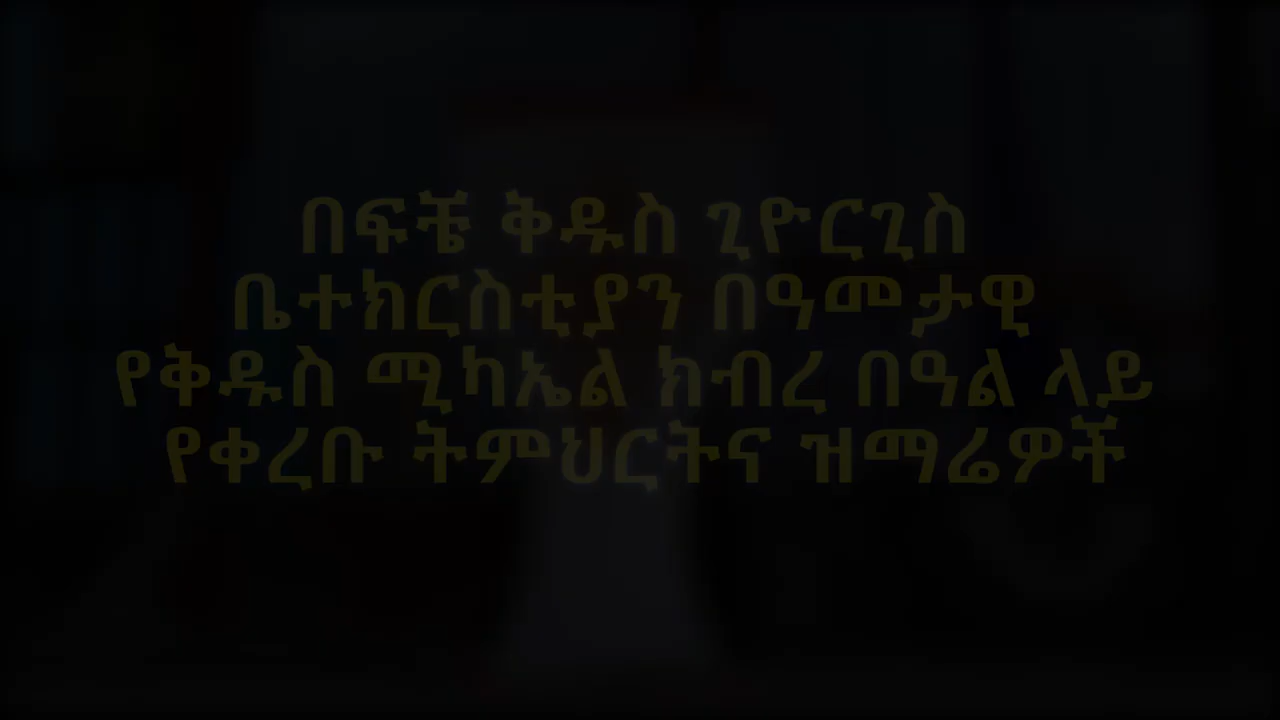 በፍቼ ቅዱስ ጊዮርጊስ
ቤተክርስቲያን በዓመታዊ
የቅዱስ ሚካኤል ክብረ በዓል ላይ
የቀረቡ ትምህርትና ዝማሬዎች